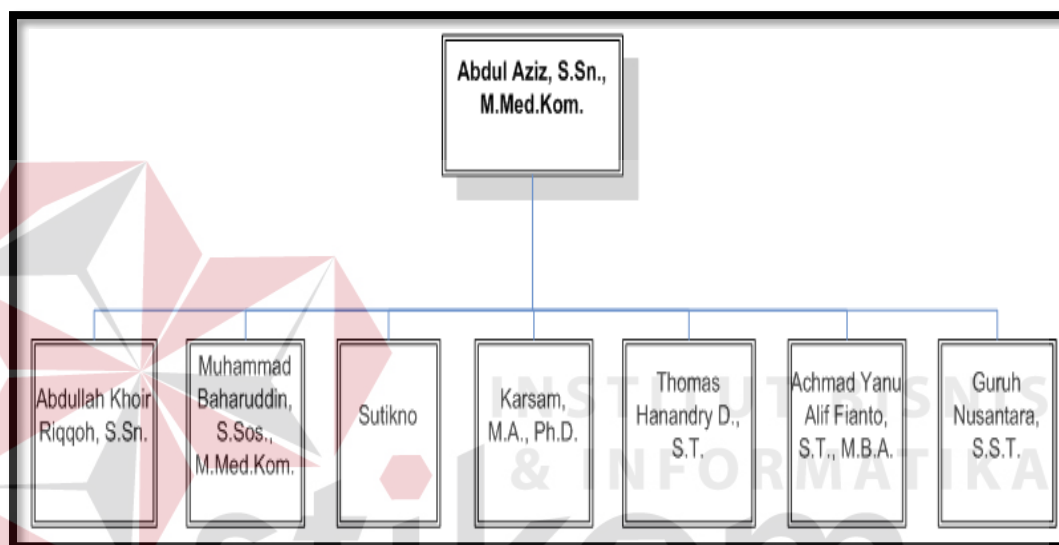 Abdul Aziz, S.Sn.,
M.Med.Kom.
Abdullah Khoir
Riqqoh, S.Sn.
Muhammad
Baharuddin,
S.Sos.,
M.Med.Kom.
Sutikno
Karsam,
M.A., Ph.D.
Thomas
Hanandry D.,
S.T.
Achmad Yanu
Alif Fianto,
S.T., M.B.A.
Guruh
Nusantara,
S.S.T.
INSTITUT BISNIS
& INFORMATIKA
stikom